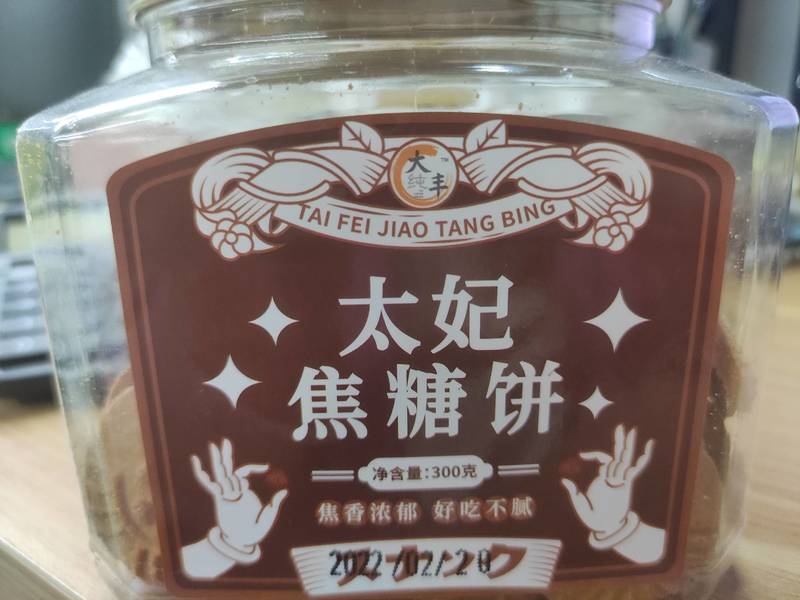 大纯丰
TM
TAI FEI JIAO TANG BING
太妃
焦糖饼
净含量:300克
焦香浓郁 好吃不腻
2022/02/28